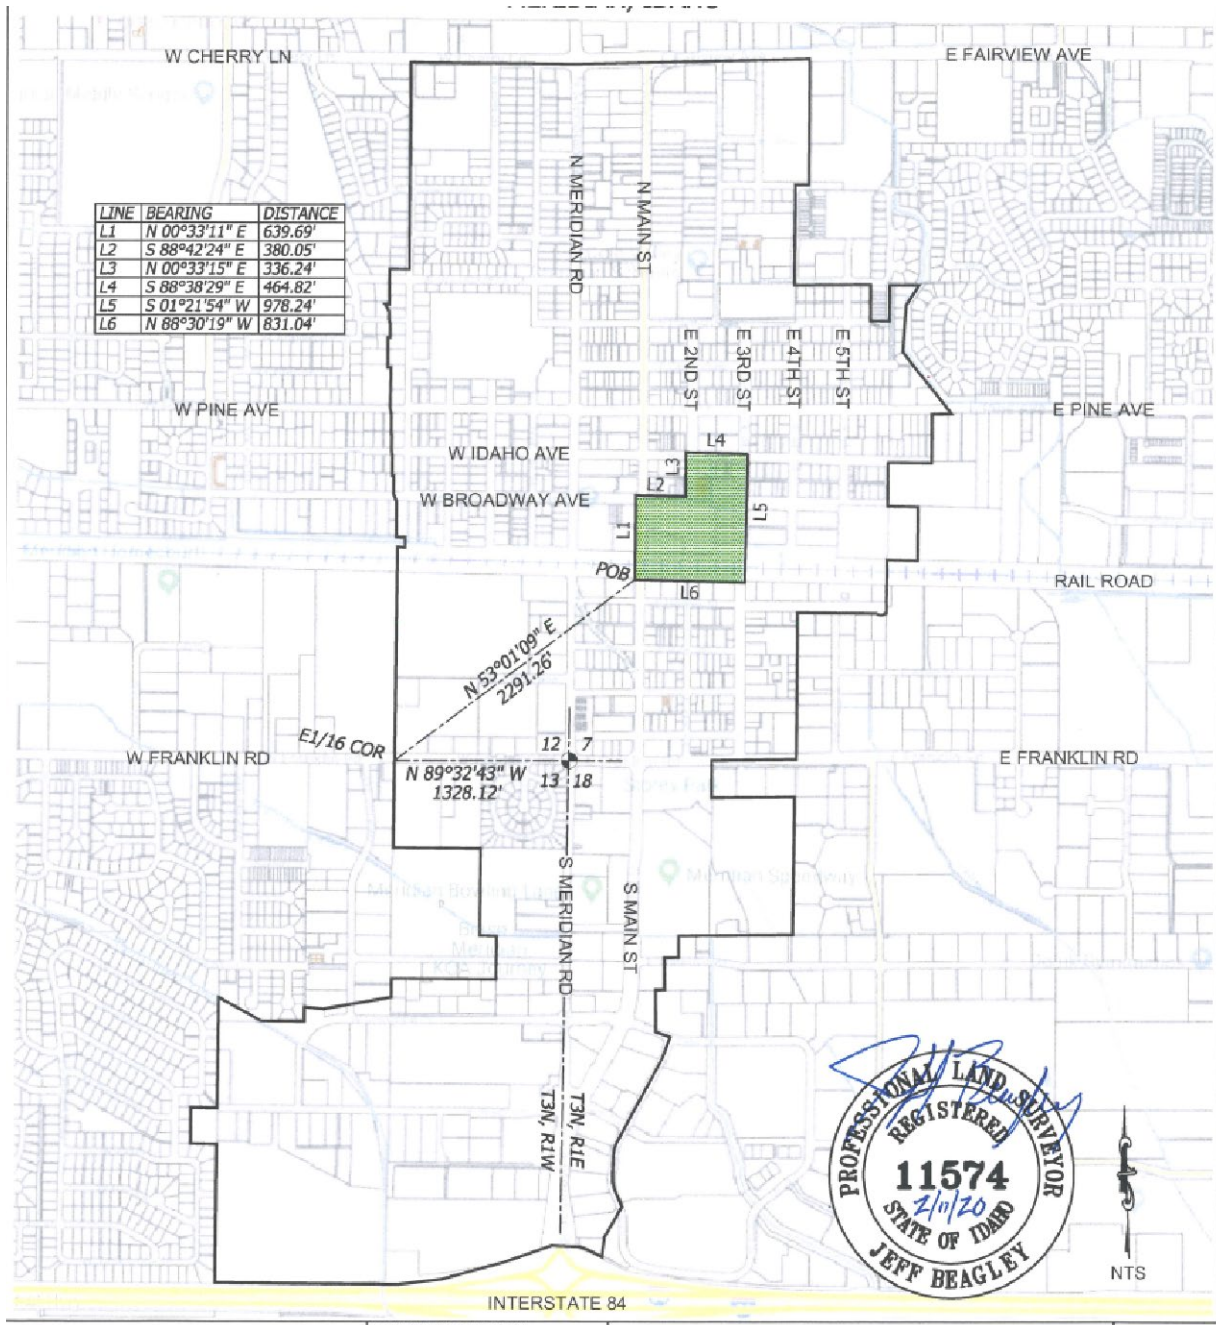 W CHERRY LN
E FAIRVIEW AVE
N MERIDIAN RD
N MAIN ST
LINE BEARING DISTANCE
L1 N 00°33'11" E 639.69'
L2 S 88°42'24" E 380.05'
L3 N 00°33'15" E 336.24'
L4 S 88°38'29" E 464.82'
L5 S 01°21'54" W 978.24'
L6 N 88°30'19" W 831.04'
E 2ND ST
E 3RD ST
E 4TH ST
E 5TH ST
W PINE AVE
E PINE AVE
L4
W IDAHO AVE
L3
L2
W BROADWAY AVE
L5
L1
POB
RAIL ROAD
L6
N 53°01'09" E
2291.26'
E1/16 COR
W FRANKLIN RD
12 7
E FRANKLIN RD
N 89°32'43" W
13 18
1328.12'
S MERIDIAN RD
S MAIN ST
Meridian Speedway
T3N, R1W
T3N, R1E
PROFESSIONAL LAND SURVEYOR
REGISTERED
11574
2/11/20
STATE OF IDAHO
JEFF BEAGLEY
NTS
INTERSTATE 84